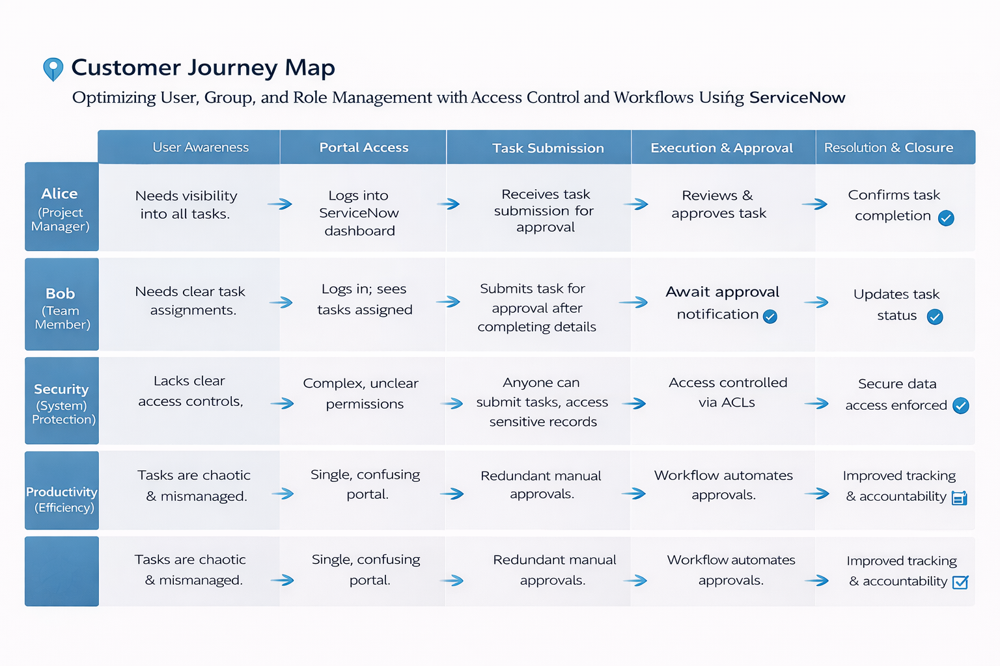 Customer Journey Map
Optimizing User, Group, and Role Management with Access Control and Workflows Using ServiceNow
User Awareness
Portal Access
Task Submission
Execution & Approval
Resolution & Closure
Alice
(Project
Manager)
Needs visibility
into all tasks.
Logs into
ServiceNow
dashboard
Receives task
submission for
approval
Reviews &
approves task
Confirms task
completion
Bob
(Team
Member)
Needs clear task
assignments.
Logs in; sees
tasks assigned
Submits task for
approval after
completing details
Await approval
notification
Updates task
status
Security
(System)
Protection)
Lacks clear
access controls,
Complex, unclear
permissions
Anyone can
submit tasks, access
sensitive records
Access controlled
via ACLs
Secure data
access enforced
Productivity
(Efficiency)
Tasks are chaotic
& mismanaged.
Single, confusing
portal.
Redundant manual
approvals.
Workflow automates
approvals.
Improved tracking
& accountability
Tasks are chaotic
& mismanaged.
Single, confusing
portal.
Redundant manual
approvals.
Workflow automates
approvals.
Improved tracking
& accountability